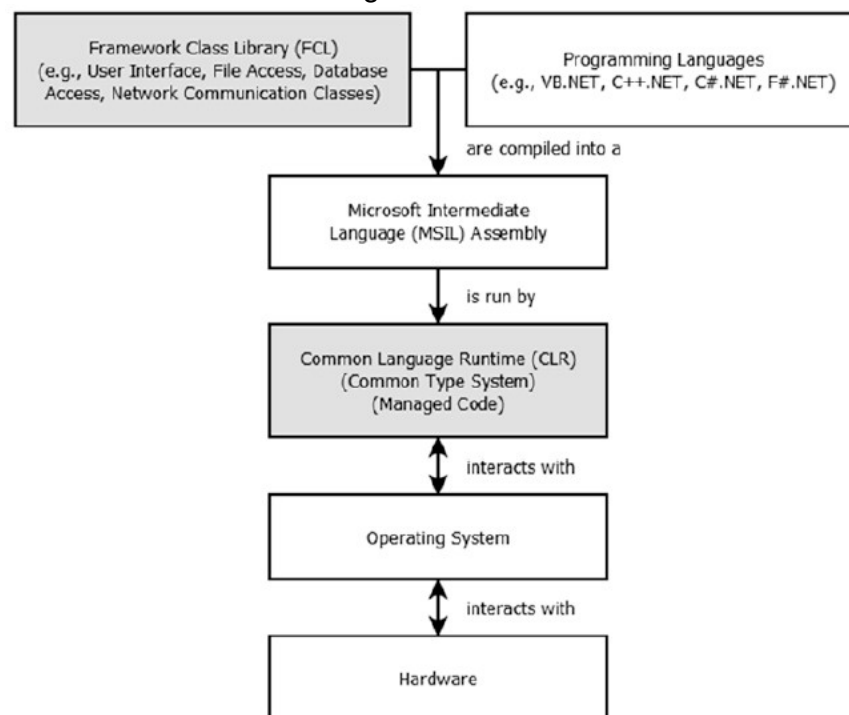 Framework Class Library (FCL)
(e.g., User Interface, File Access, Database
Access, Network Communication Classes)
Programming Languages
(e.g., VB.NET, C++.NET, C#.NET, F#.NET)
are compiled into a
Microsoft Intermediate
Language (MSIL) Assembly
is run by
Common Language Runtime (CLR)
(Common Type System)
(Managed Code)
interacts with
Operating System
interacts with
Hardware